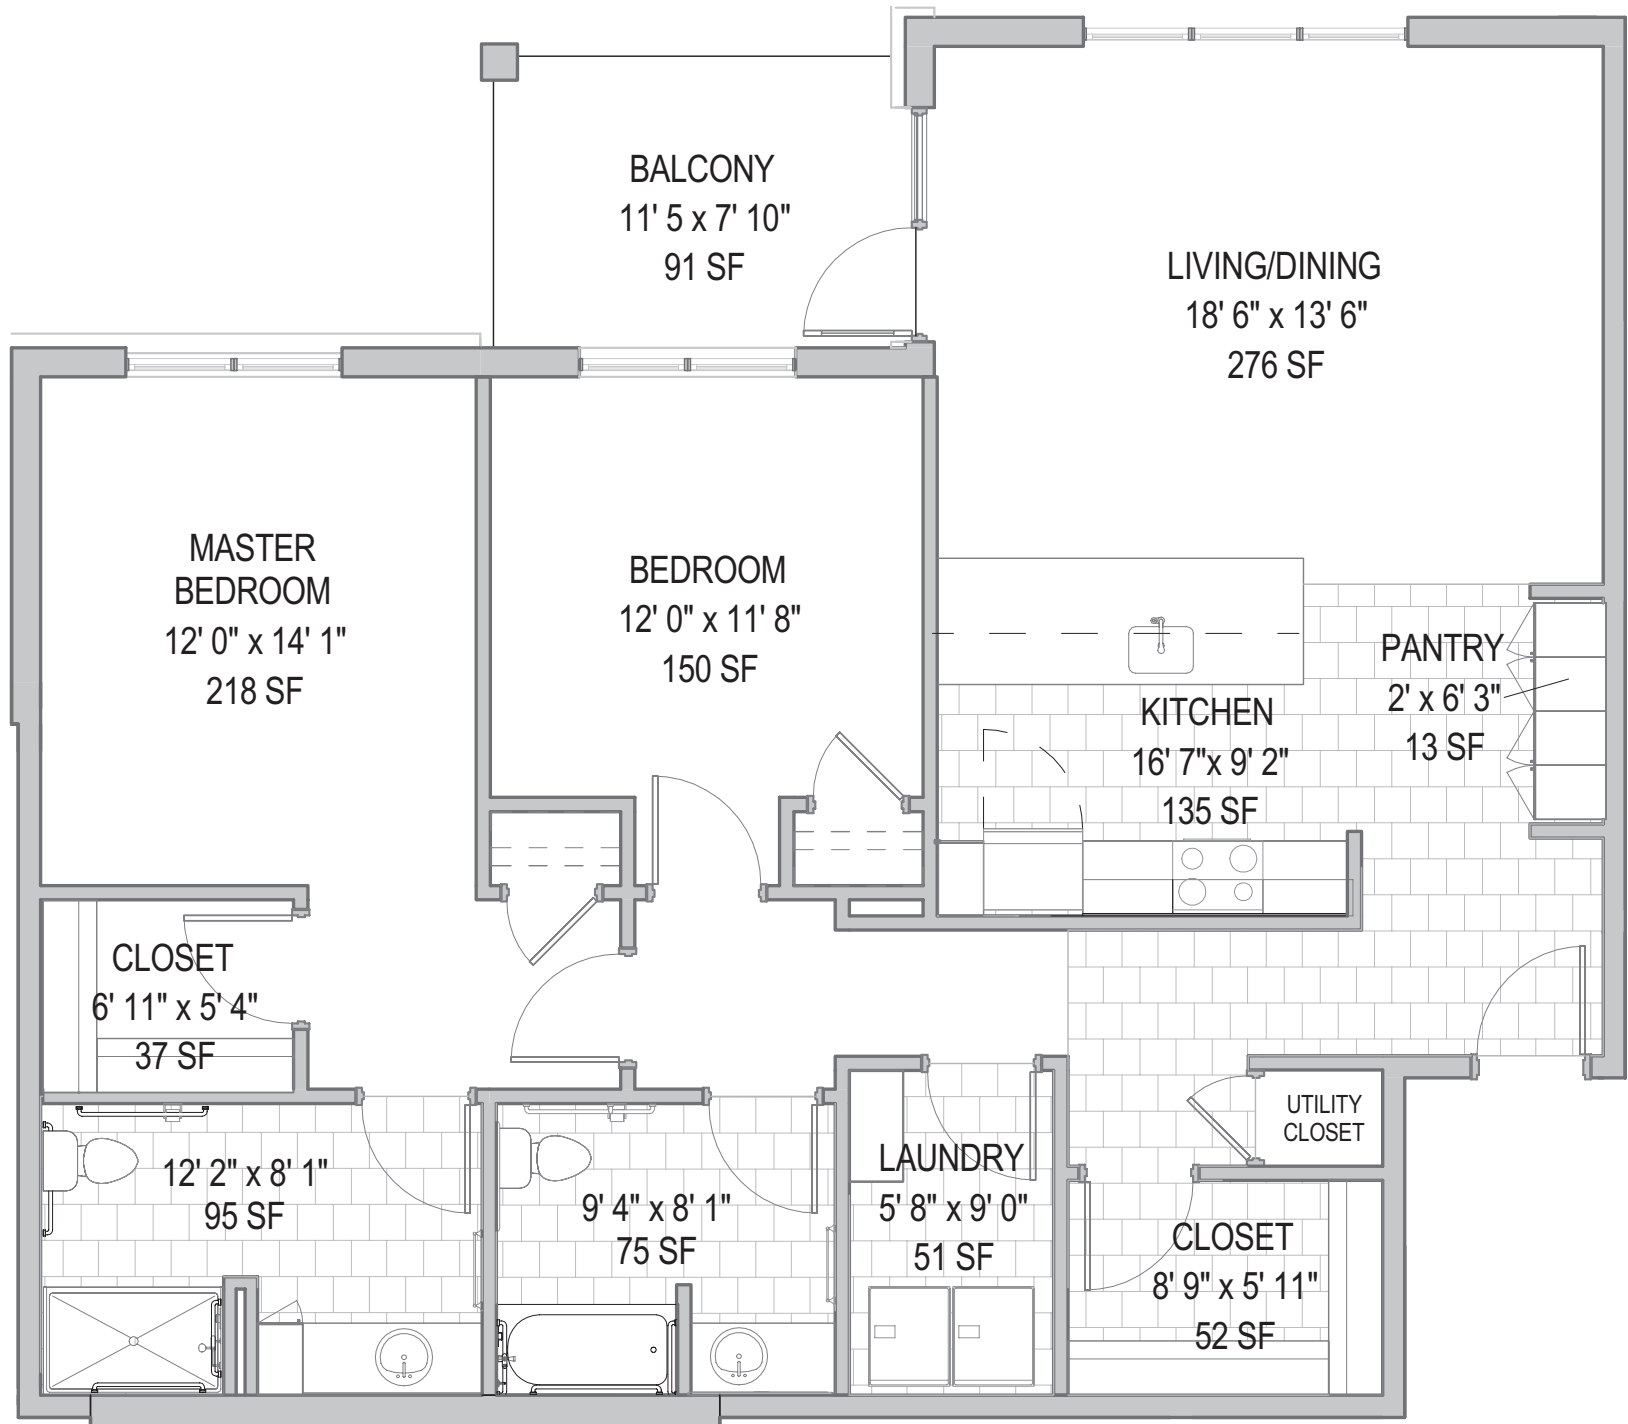 BALCONY
11' 5 x 7' 10"
91 SF
LIVING/DINING
18' 6" x 13' 6"
276 SF
MASTER
BEDROOM
12' 0" x 14' 1"
218 SF
BEDROOM
12' 0" x 11' 8"
150 SF
PANTRY
2' x 6' 3"
13 SF
KITCHEN
16' 7"x 9' 2"
135 SF
CLOSET
6' 11" x 5' 4"
37 SF
UTILITY
CLOSET
12' 2" x 8' 1"
95 SF
9' 4" x 8' 1"
75 SF
LAUNDRY
5' 8" x 9' 0"
51 SF
CLOSET
8' 9" x 5' 11"
52 SF